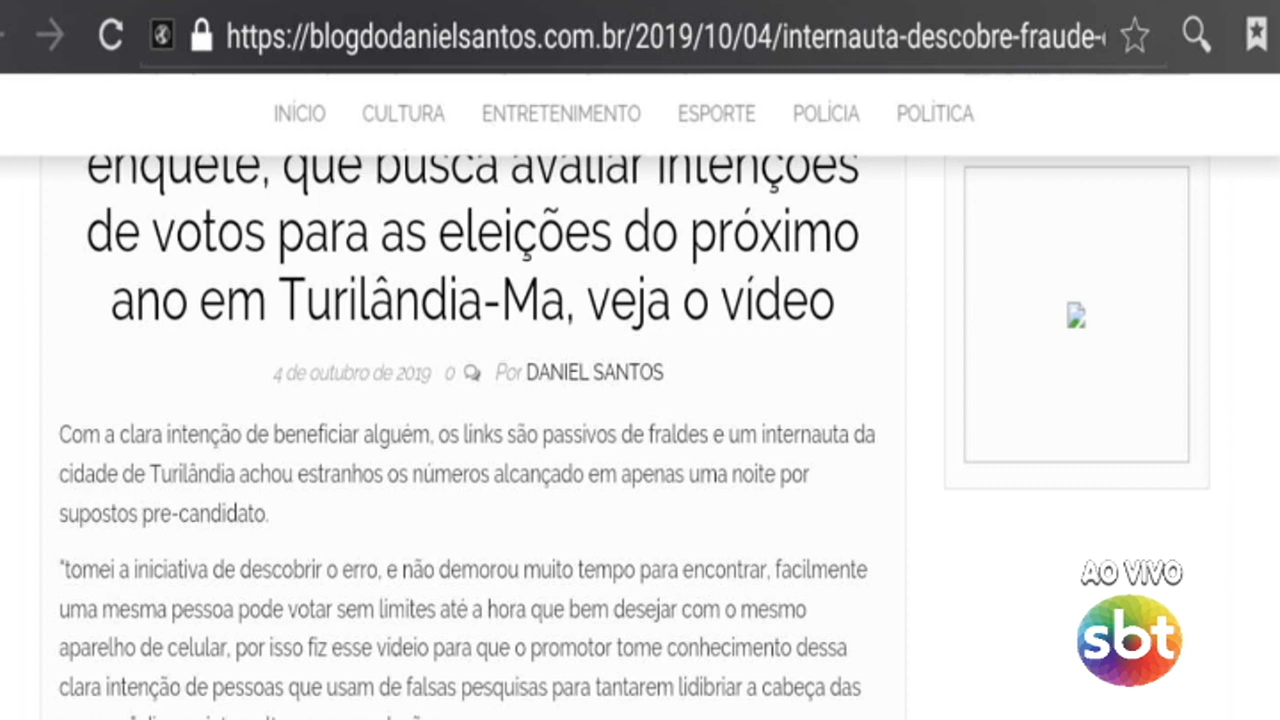 https://blogdodanielsantos.com.br/2019/10/04/internauta-descobre-fraude-
INÍCIO CULTURA ENTRETENIMENTO ESPORTE POLÍCIA POLÍTICA
enquete, que busca avaliar intenções
de votos para as eleições do próximo
ano em Turilândia-Ma, veja o vídeo
4 de outubro de 2019 0 Por DANIEL SANTOS
Com a clara intenção de beneficiar alguém, os links são passivos de fraldes e um internauta da
cidade de Turilândia achou estranhos os números alcançado em apenas uma noite por
supostos pre-candidato.
"tomei a iniciativa de descobrir o erro, e não demorou muito tempo para encontrar, facilmente
uma mesma pessoa pode votar sem limites até a hora que bem desejar com o mesmo
aparelho de celular, por isso fiz esse vídeio para que o promotor tome conhecimento dessa
clara intenção de pessoas que usam de falsas pesquisas para tantarem lidibriar a cabeça das
AO VIVO
sbt